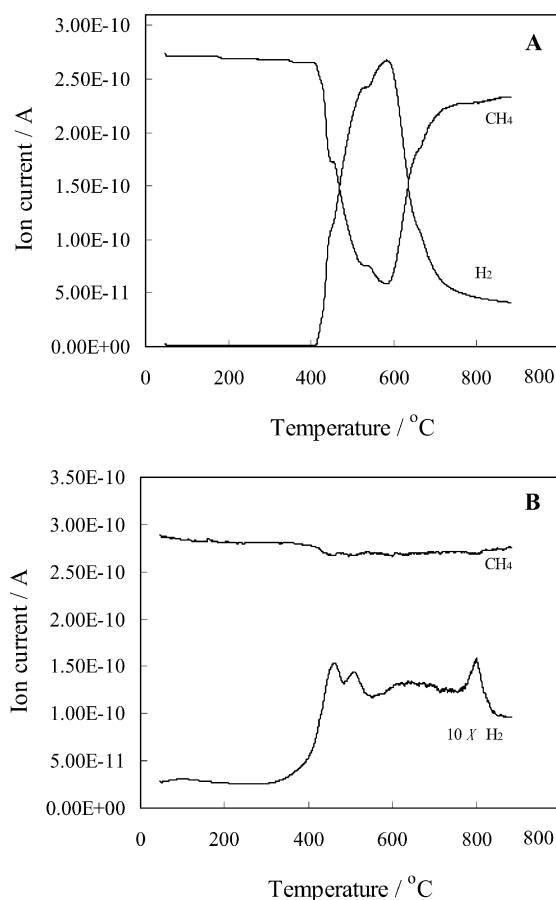 3.00E-10
A
2.50E-10
2.00E-10
1.50E-10
1.00E-10
5.00E-11
0.00E+00
Ion current / A
CH4
H2
0 200 400 600 800 800
Temperature / °C
3.50E-10
B
3.00E-10
2.50E-10
2.00E-10
1.50E-10
1.00E-10
5.00E-11
0.00E+00
Ion current / A
CH4
10 X H2
0 200 400 600 800 800
Temperature / °C